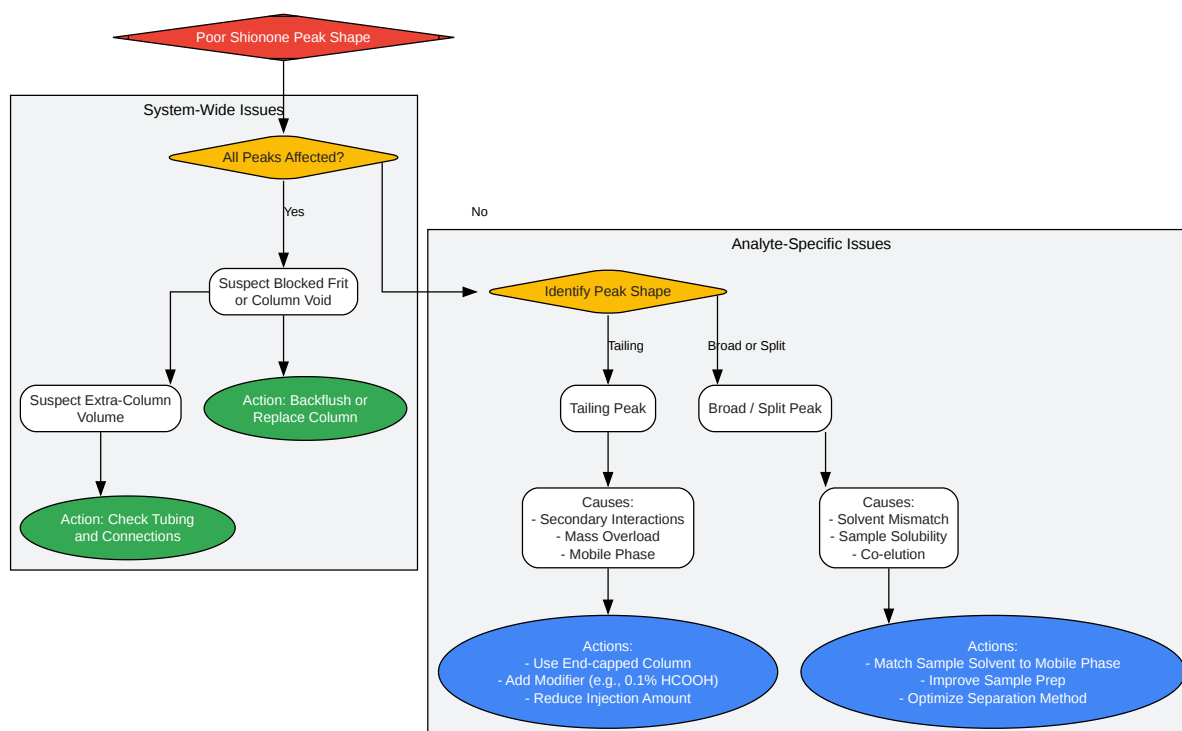 Poor Shionone Peak Shape
System-Wide Issues
All Peaks Affected?
Yes
No
Suspect Blocked Frit
or Column Void
Suspect Extra-Column
Volume
Action: Backflush or
Replace Column
Action: Check Tubing
and Connections
Analyte-Specific Issues
Identify Peak Shape
Tailing
Broad or Split
Tailing Peak
Broad / Split Peak
Causes:
- Secondary Interactions
- Mass Overload
- Mobile Phase
Causes:
- Solvent Mismatch
- Sample Solubility
- Co-elution
Actions:
- Use End-capped Column
- Add Modifier (e.g., 0.1% HCOOH)
- Reduce Injection Amount
Actions:
- Match Sample Solvent to Mobile Phase
- Improve Sample Prep
- Optimize Separation Method